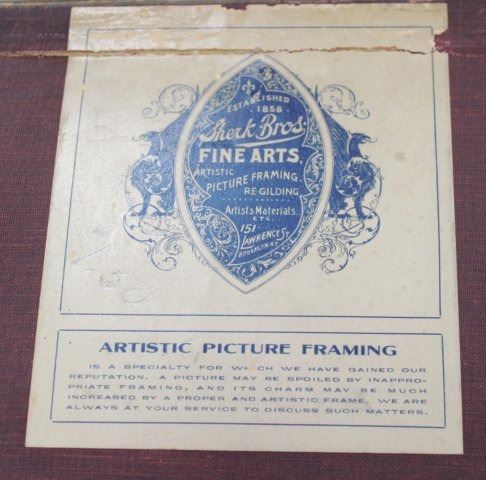 ESTABLISHED
1858.
Sherk Bros.
FINE ARTS.
ARTISTIC
PICTURE FRAMING.
RE-GILDING.
Artists Materials.
ETC.
151
LAWRENCE ST.
BROOKLYN.N.Y.
ARTISTIC PICTURE FRAMING
IS A SPECIALTY FOR WHICH WE HAVE GAINED OUR
REPUTATION. A PICTURE MAY BE SPOILED BY INAPPRO-
PRIATE FRAMING, AND ITS CHARM MAY BE MUCH
INCREASED BY A PROPER AND ARTISTIC FRAME. WE ARE
ALWAYS AT YOUR SERVICE TO DISCUSS SUCH MATTERS.